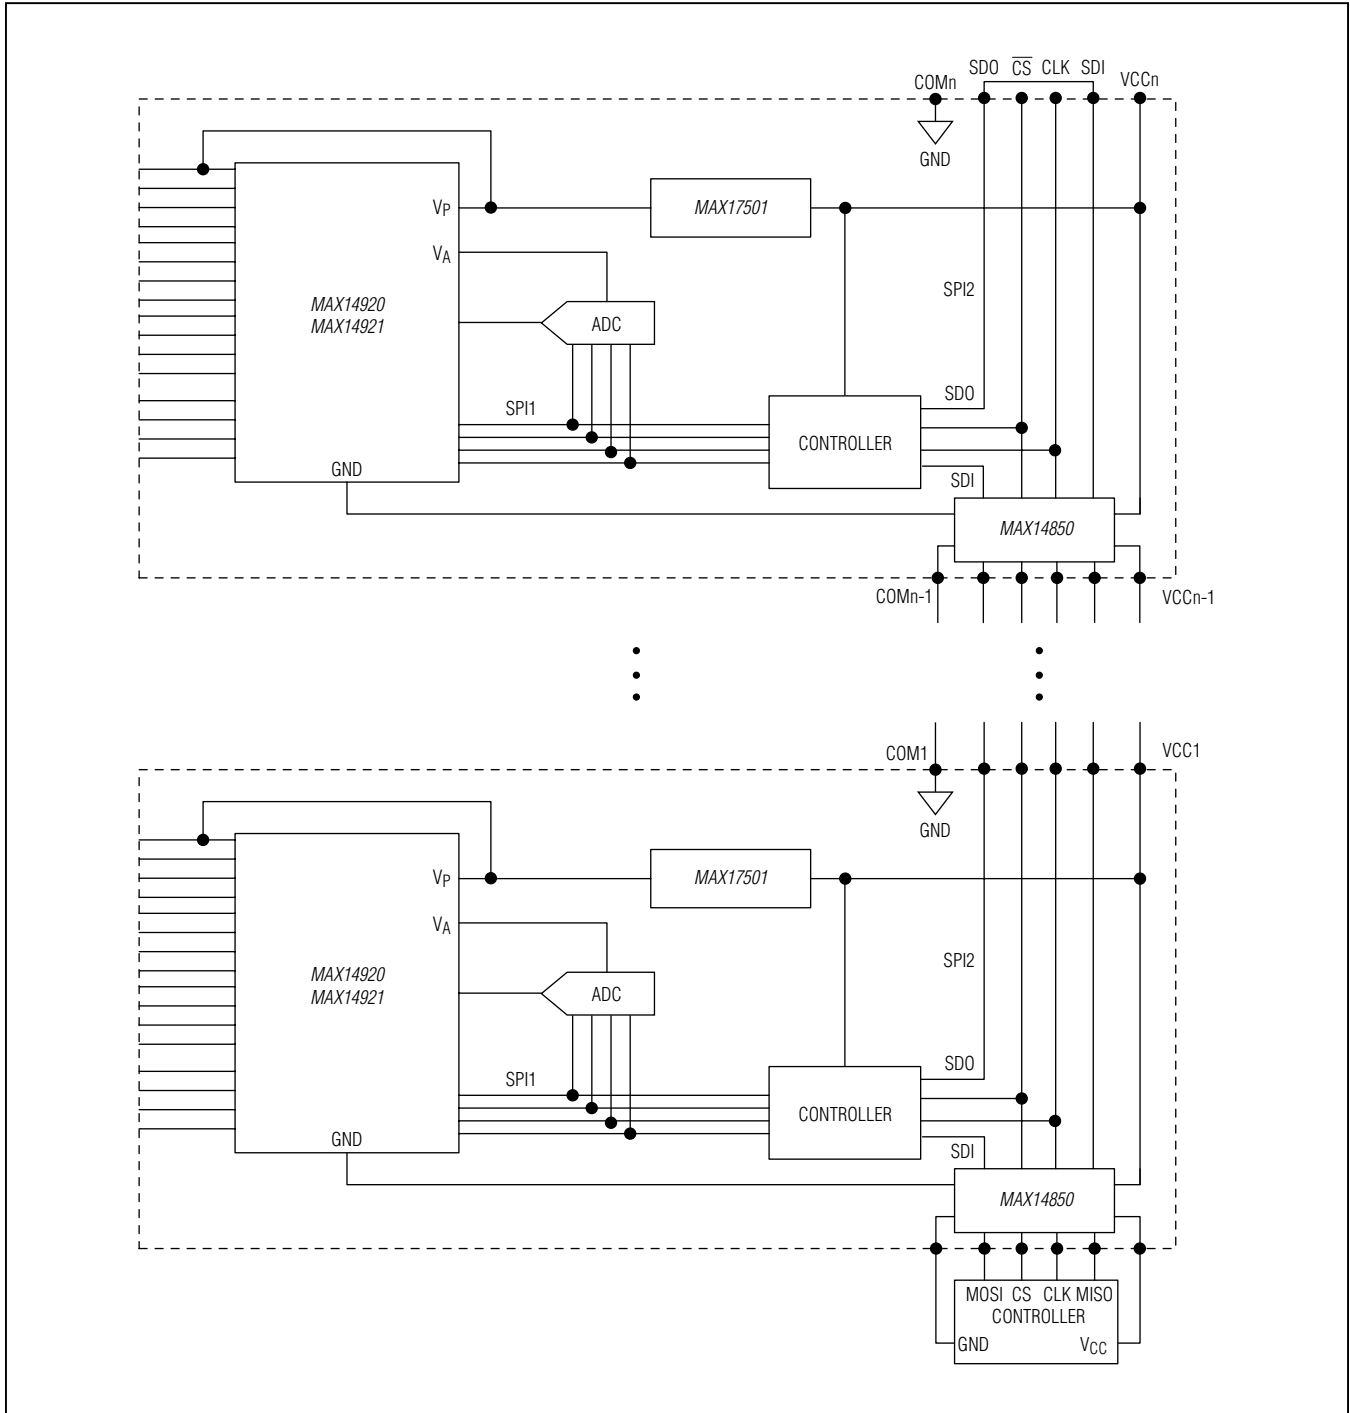 SDO CS CLK SDI
COMn VCCn
GND
VP MAX17501
VA
SPI2
MAX14920
MAX14921
ADC
SDO
SPI1
CONTROLLER
GND SDI
MAX14850
COMn-1 VCCn-1
COM1 VCC1
GND
VP MAX17501
VA
SPI2
MAX14920
MAX14921
ADC
SDO
SPI1
CONTROLLER
GND SDI
MAX14850
MOSI CS CLK MISO
CONTROLLER
GND VCC